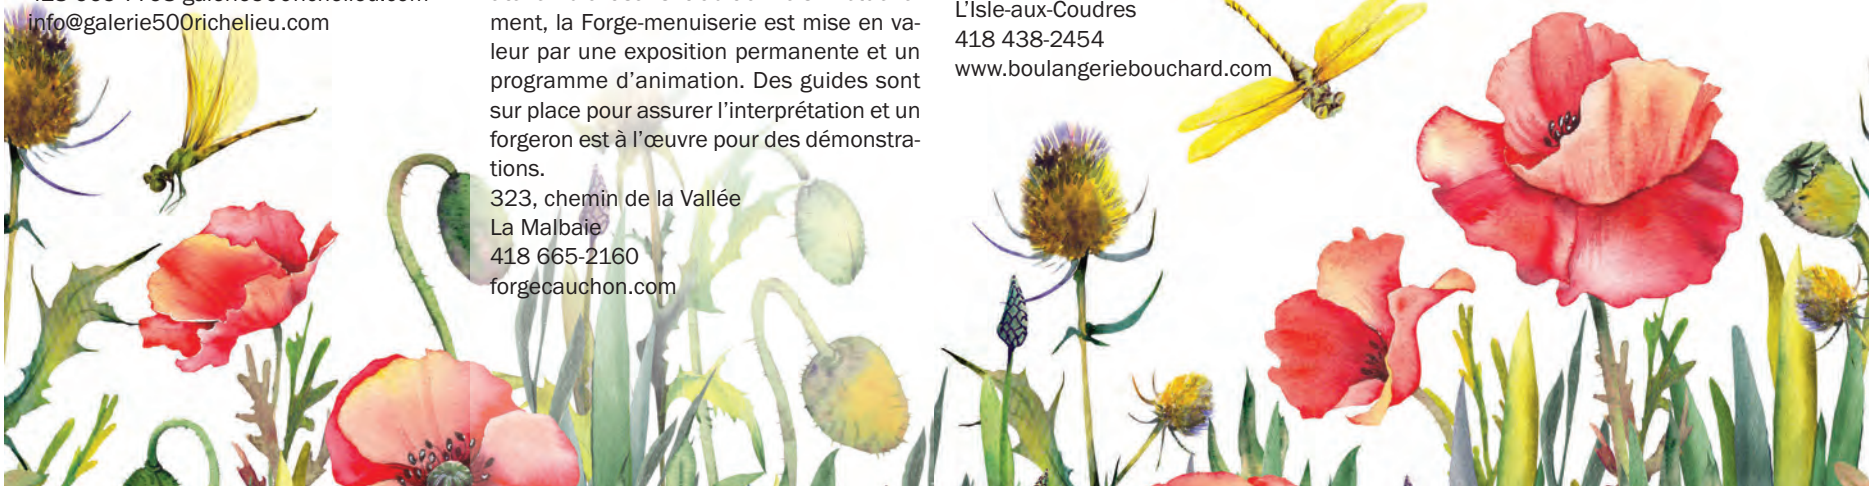 info@galerie500richelieu.com
ment, la Forge-menuiserie est mise en va-
leur par une exposition permanente et un
programme d’animation. Des guides sont
sur place pour assurer l’interprétation et un
forgeron est à l’œuvre pour des démonstra-
tions.
323, chemin de la Vallée
La Malbaie
418 665-2160
forgecauchon.com
L’Isle-aux-Coudres
418 438-2454
www.boulangeriebouchard.com